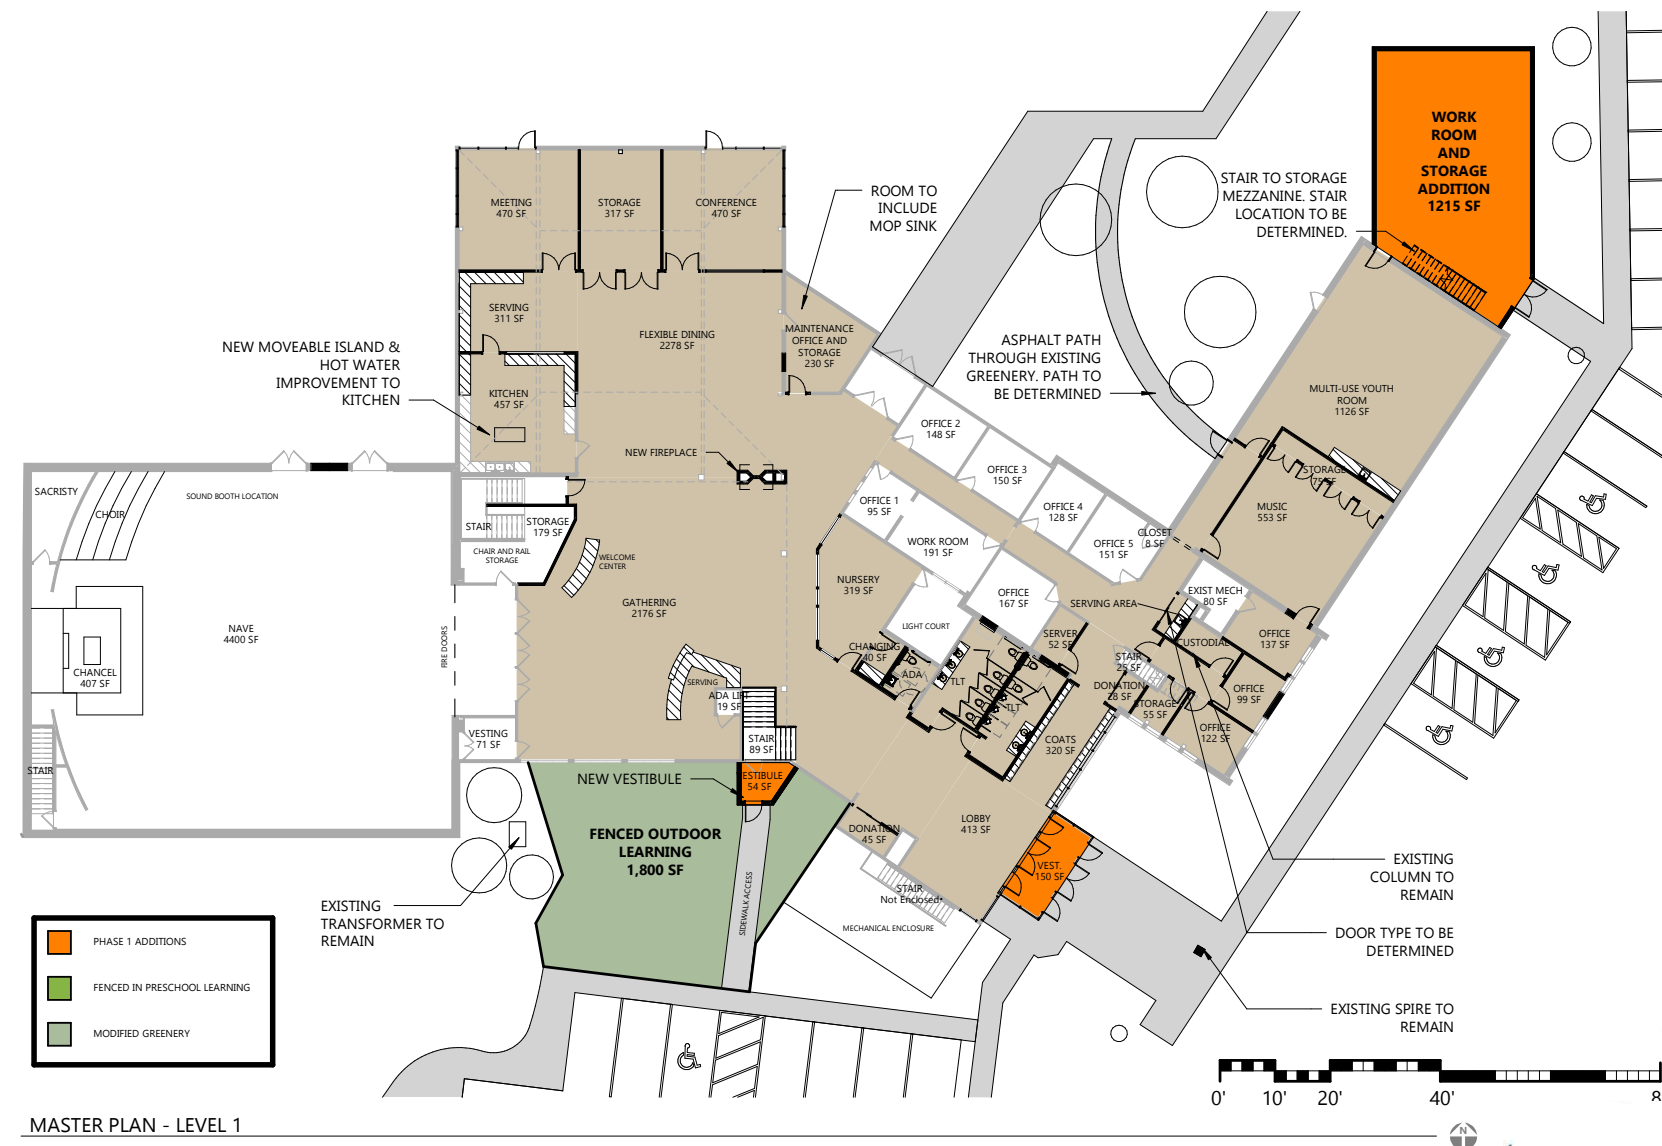 WORK
ROOM
AND
STORAGE
ADDITION
1215 SF
STAIR TO STORAGE
MEZZANINE. STAIR
LOCATION TO BE
DETERMINED.
ROOM TO
INCLUDE
MOP SINK
MEETING
470 SF
STORAGE
317 SF
CONFERENCE
470 SF
SERVING
311 SF
FLEXIBLE DINING
2278 SF
MAINTENANCE
OFFICE AND
STORAGE
230 SF
NEW MOVEABLE ISLAND &
HOT WATER
IMPROVEMENT TO
KITCHEN
KITCHEN
457 SF
ASPHALT PATH
THROUGH EXISTING
GREENERY. PATH TO
BE DETERMINED
MULTI-USE YOUTH
ROOM
1126 SF
OFFICE 2
148 SF
NEW FIREPLACE
OFFICE 3
150 SF
STORAGE
75 SF
SACRISTY
SOUND BOOTH LOCATION
CHOIR
STAIR
STORAGE
179 SF
CHAIR AND RAIL
STORAGE
OFFICE 1
95 SF
OFFICE 4
128 SF
MUSIC
553 SF
WORK ROOM
191 SF
OFFICE 5
151 SF
CLOSET
8 SF
WELCOME
CENTER
NURSERY
319 SF
OFFICE
167 SF
EXIST MECH
80 SF
SERVING AREA
GATHERING
2176 SF
NAVE
4400 SF
FIRE DOORS
LIGHT COURT
SERVER
52 SF
CUSTODIAL
OFFICE
137 SF
CHANGING
40 SF
STAIR
25 SF
CHANCEL
407 SF
ADA
TLT
SERVING
ADA LIFT
19 SF
DONATION
28 SF
STORAGE
55 SF
OFFICE
99 SF
TLT
VESTING
71 SF
STAIR
89 SF
COATS
320 SF
OFFICE
122 SF
STAIR
NEW VESTIBULE
ESTIBULE
54 SF
FENCED OUTDOOR
LEARNING
1,800 SF
DONATION
45 SF
LOBBY
413 SF
VEST.
150 SF
EXISTING
COLUMN TO
REMAIN
SIDEWALK ACCESS
STAIR
Not Enclosed*
MECHANICAL ENCLOSURE
EXISTING
TRANSFORMER TO
REMAIN
DOOR TYPE TO BE
DETERMINED
EXISTING SPIRE TO
REMAIN
PHASE 1 ADDITIONS
FENCED IN PRESCHOOL LEARNING
MODIFIED GREENERY
0' 10' 20' 40' 8
MASTER PLAN - LEVEL 1
N